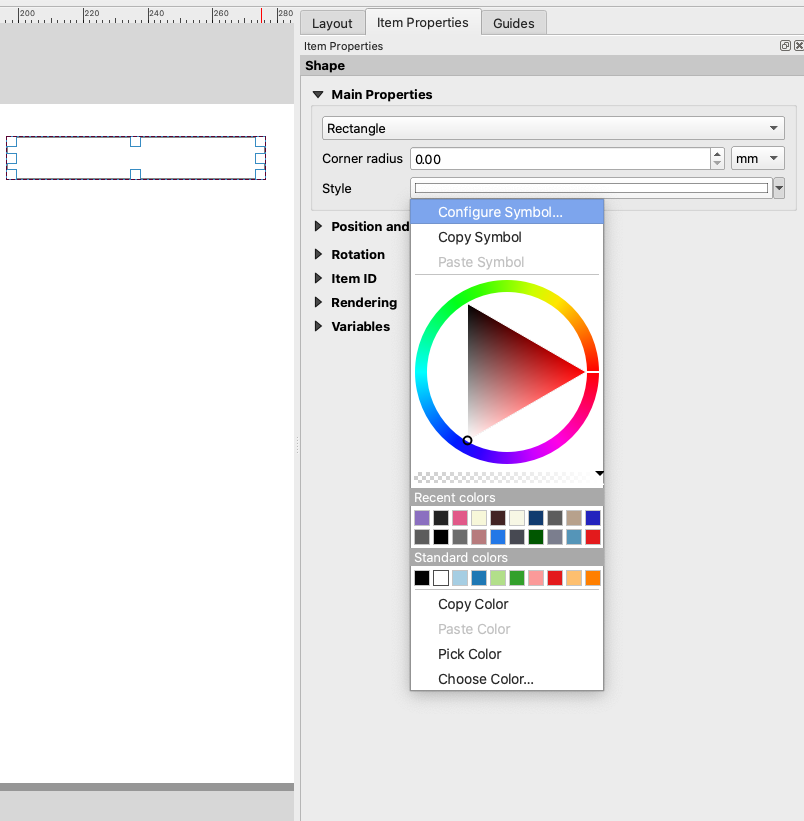 200 220 240 260 280
Layout Item Properties Guides
Item Properties
Shape
Main Properties
Rectangle
Corner radius 0.00 mm
Style
Configure Symbol...
Copy Symbol
Position and
Paste Symbol
Rotation
Item ID
Rendering
Variables
Recent colors
Standard colors
Copy Color
Paste Color
Pick Color
Choose Color...